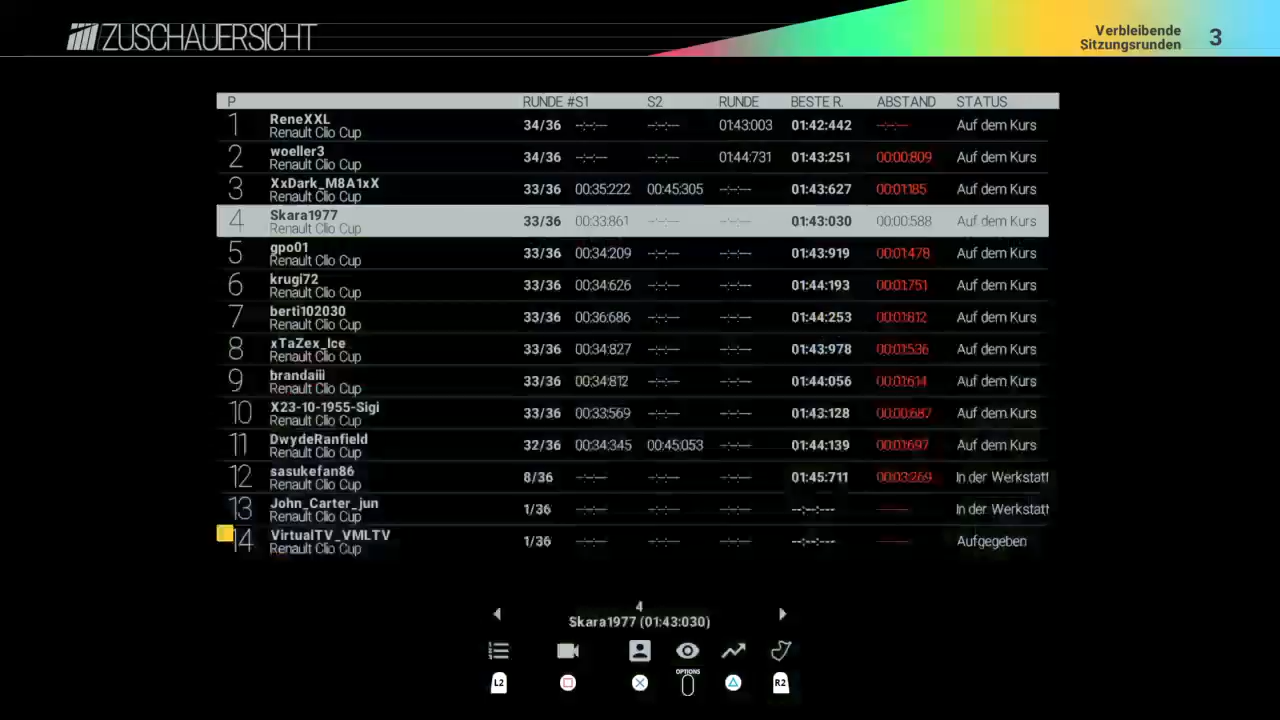 ZUSCHAUERSICHT
Verbleibende
Sitzungsrunden 3
P RUNDE # S1 S2 RUNDE BESTE R. ABSTAND STATUS
1 ReneXXL 34/36 --:--:-- --:--:-- 01:43:003 01:42:442 --:--:-- Auf dem Kurs
Renault Clio Cup
2 woeller3 34/36 --:--:-- --:--:-- 01:44:731 01:43:251 00:00:809 Auf dem Kurs
Renault Clio Cup
3 XxDark_M8A1xX 33/36 00:35:222 00:45:305 --:--:-- 01:43:627 00:01:185 Auf dem Kurs
Renault Clio Cup
4 Skara1977 33/36 00:33:861 --:--:-- --:--:-- 01:43:030 00:00:588 Auf dem Kurs
Renault Clio Cup
5 gpo01 33/36 00:34:209 --:--:-- --:--:-- 01:43:919 00:01:478 Auf dem Kurs
Renault Clio Cup
6 krugi72 33/36 00:34:626 --:--:-- --:--:-- 01:44:193 00:01:751 Auf dem Kurs
Renault Clio Cup
7 berti102030 33/36 00:36:686 --:--:-- --:--:-- 01:44:253 00:01:812 Auf dem Kurs
Renault Clio Cup
8 xTaZex_Ice 33/36 00:34:827 --:--:-- --:--:-- 01:43:978 00:01:536 Auf dem Kurs
Renault Clio Cup
9 brandaiii 33/36 00:34:812 --:--:-- --:--:-- 01:44:056 00:01:614 Auf dem Kurs
Renault Clio Cup
10 X23-10-1955-Sigi 33/36 00:33:569 --:--:-- --:--:-- 01:43:128 00:00:687 Auf dem Kurs
Renault Clio Cup
11 DwydeRanfield 32/36 00:34:345 00:45:053 --:--:-- 01:44:139 00:01:697 Auf dem Kurs
Renault Clio Cup
12 sasukefan86 8/36 --:--:-- --:--:-- --:--:-- 01:45:711 00:03:269 In der Werkstatt
Renault Clio Cup
13 John_Carter_jun 1/36 --:--:-- --:--:-- --:--:-- --:--:-- In der Werkstatt
Renault Clio Cup
14 VirtualTV_VMLTV 1/36 --:--:-- --:--:-- --:--:-- --:--:-- Aufgegeben
Renault Clio Cup
4
Skara1977 (01:43:030)
OPTIONS
L2 R2